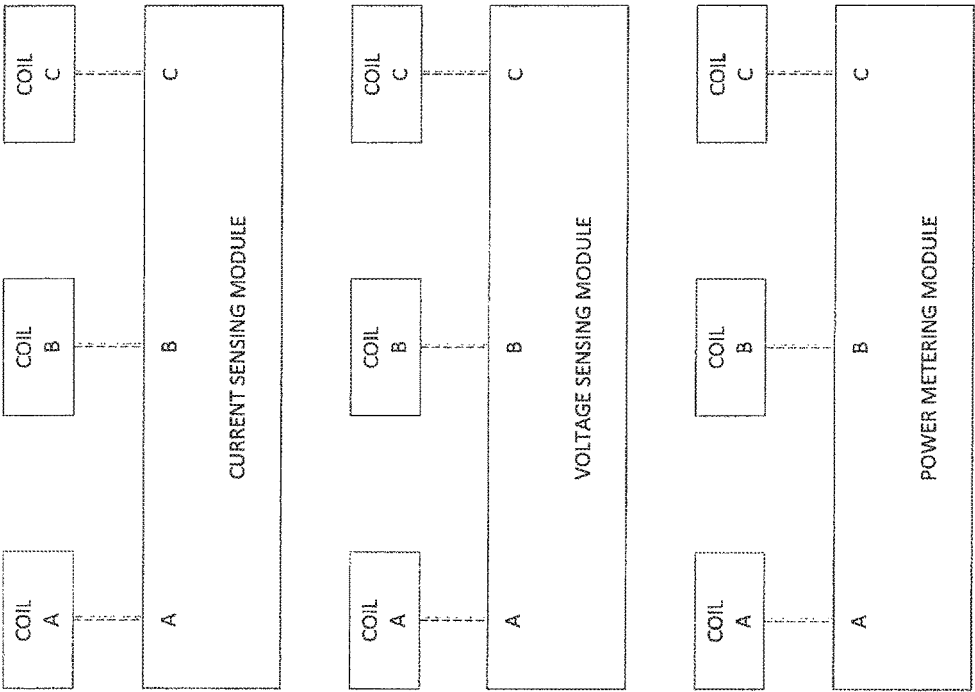 COIL
A
COIL
B
COIL
C
A
B
C
CURRENT SENSING MODULE
COIL
A
COIL
B
COIL
C
A
B
C
VOLTAGE SENSING MODULE
COIL
A
COIL
B
COIL
C
A
B
C
POWER METERING MODULE